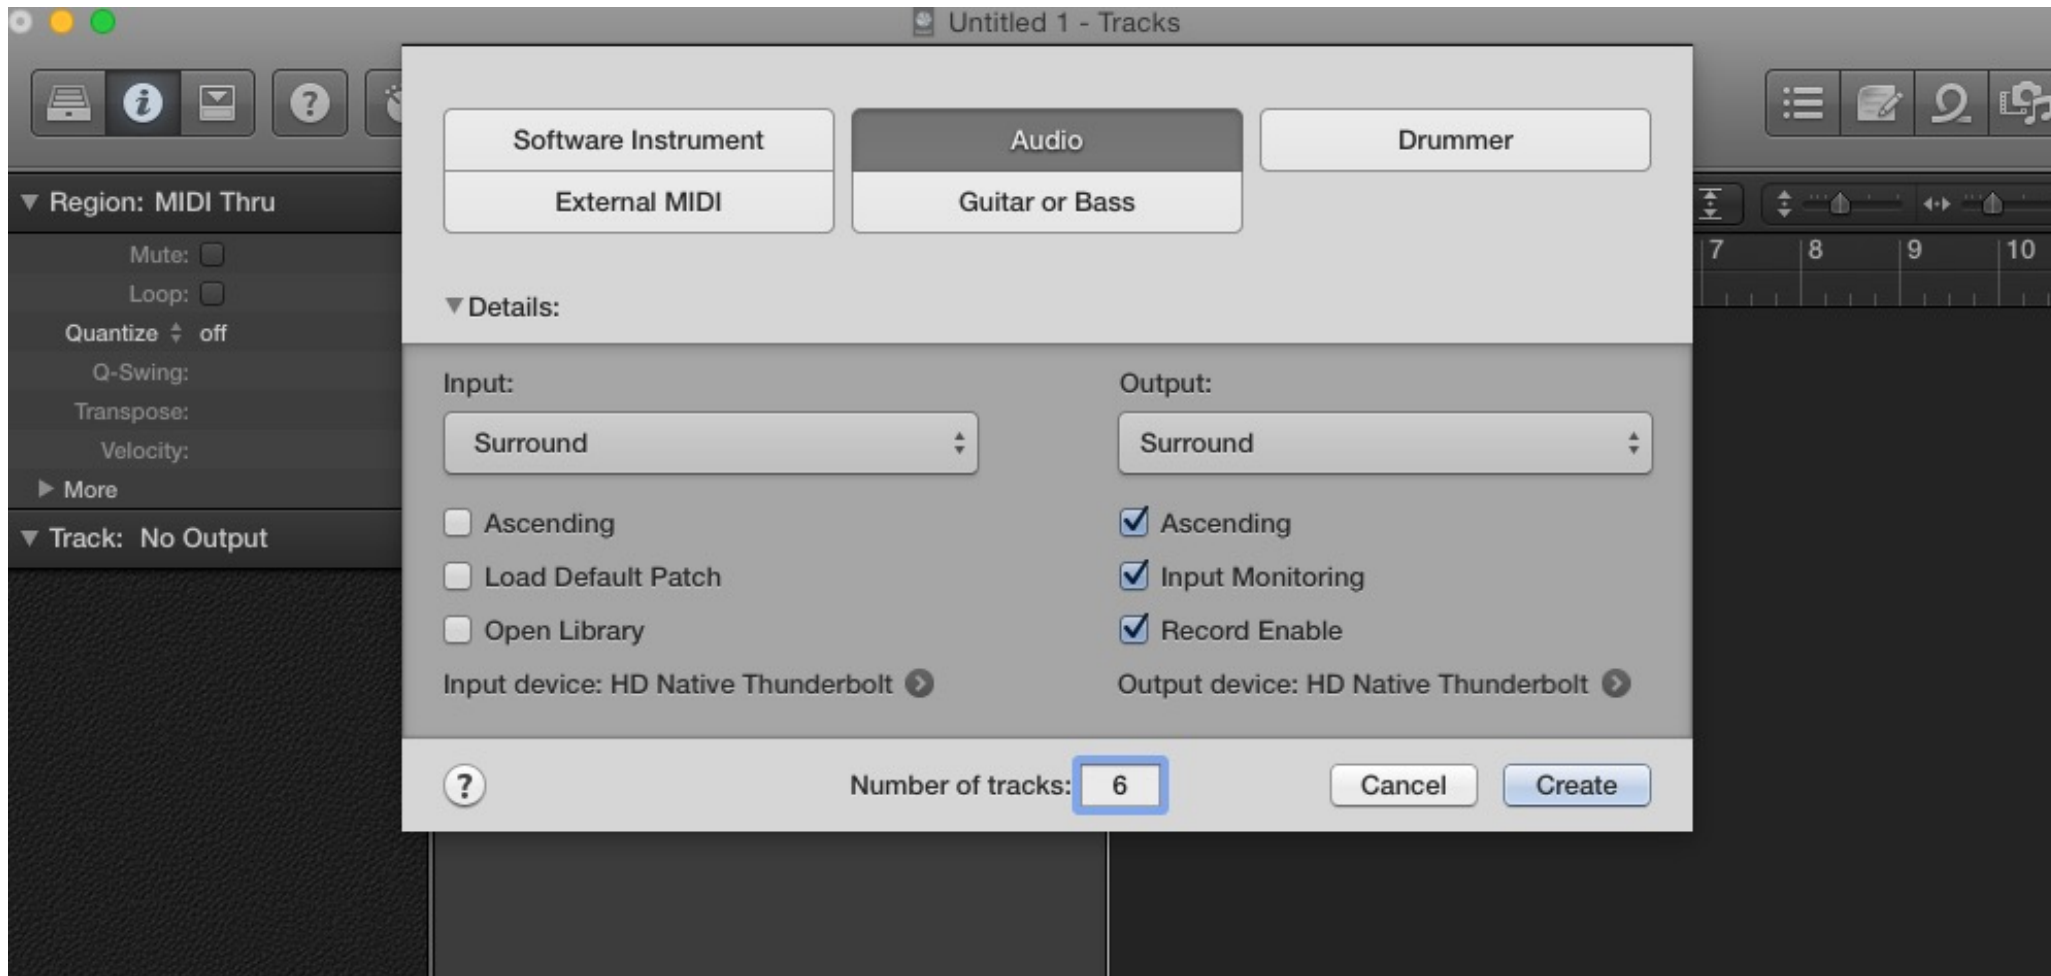 Untitled 1 - Tracks
Software Instrument
Audio
Drummer
External MIDI
Guitar or Bass
Region: MIDI Thru
Mute:
Loop:
Quantize off
Q-Swing:
Transpose:
Velocity:
More
Track: No Output
7 8 9 10
Details:
Input:
Surround
Ascending
Load Default Patch
Open Library
Input device: HD Native Thunderbolt
Output:
Surround
Ascending
Input Monitoring
Record Enable
Output device: HD Native Thunderbolt
?
Number of tracks: 6
Cancel
Create